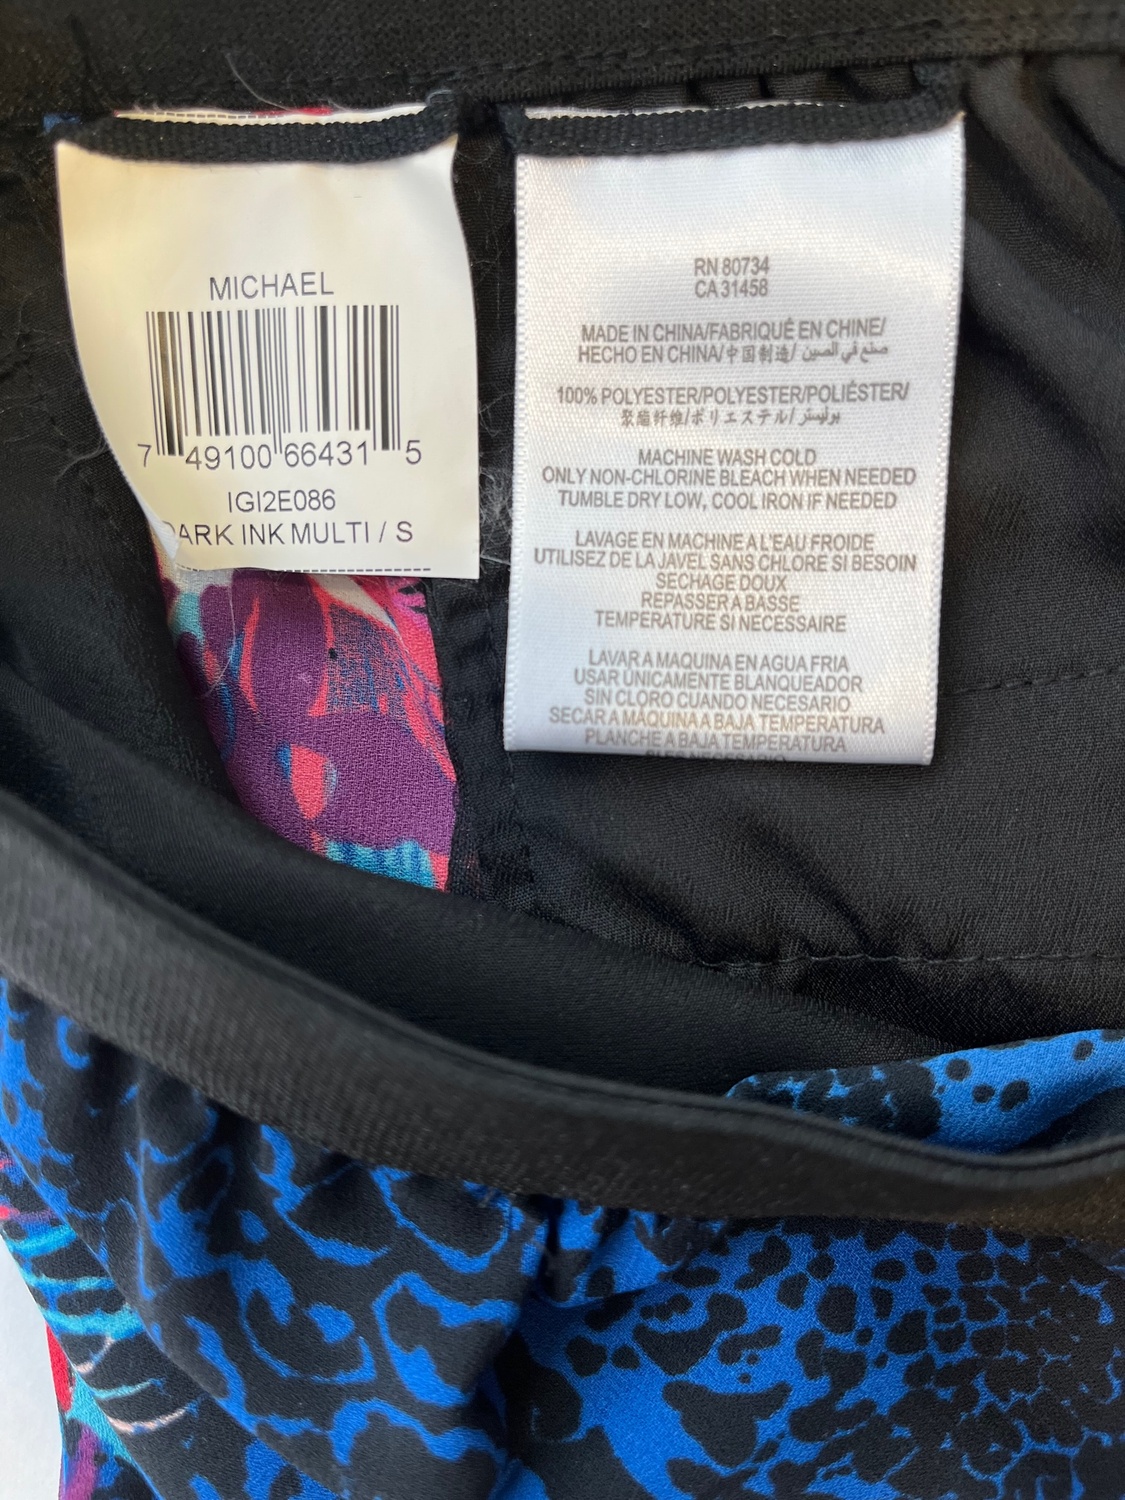 MICHAEL
7 49100 66431 5
IGI2E086
DARK INK MULTI / S
RN 80734
CA 31458
MADE IN CHINA/FABRIQUÉ EN CHINE/
HECHO EN CHINA/中国制造/ صنع في الصين
100% POLYESTER/POLYESTER/POLIÉSTER/
聚酯纤维/ポリエステル/بوليستر
MACHINE WASH COLD
ONLY NON-CHLORINE BLEACH WHEN NEEDED
TUMBLE DRY LOW, COOL IRON IF NEEDED
LAVAGE EN MACHINE A L'EAU FROIDE
UTILISEZ DE LA JAVEL SANS CHLORE SI BESOIN
SECHAGE DOUX
REPASSER A BASSE
TEMPERATURE SI NECESSAIRE
LAVAR A MAQUINA EN AGUA FRIA
USAR ÚNICAMENTE BLANQUEADOR
SIN CLORO CUANDO NECESARIO
SECAR A MÁQUINA A BAJA TEMPERATURA
PLANCHE A BAJA TEMPERATURA